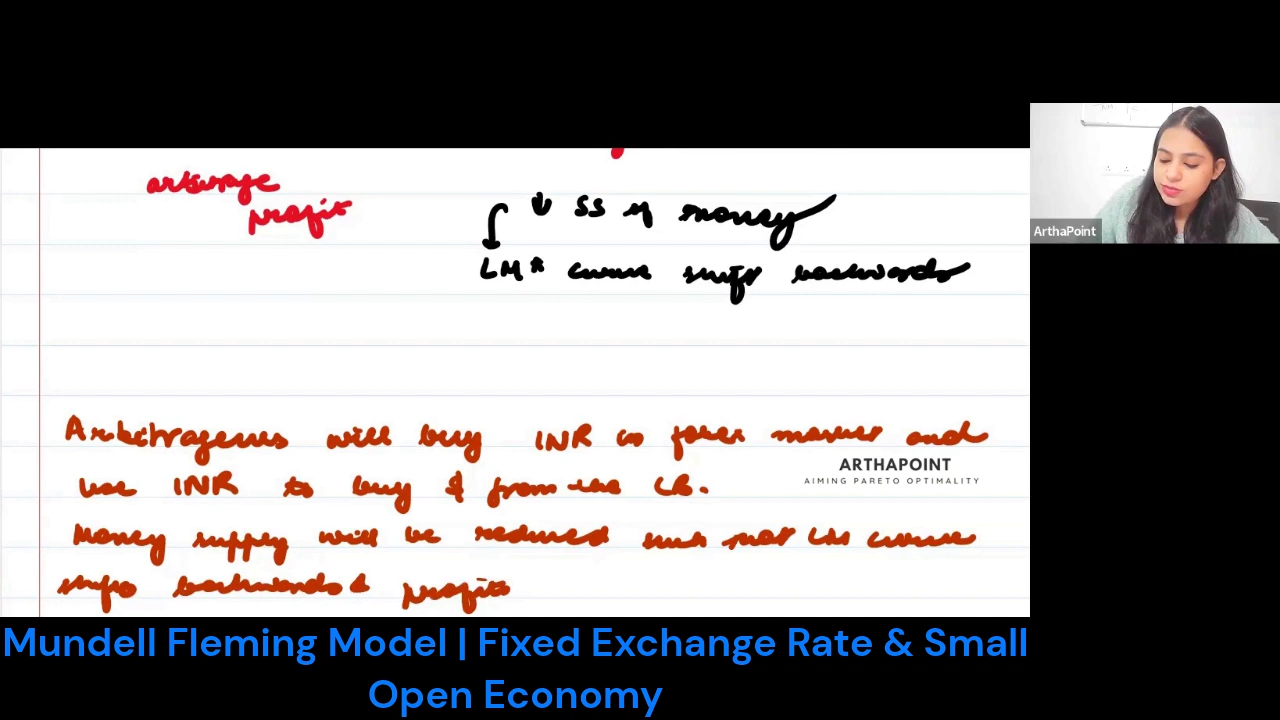 arbitrage
profit
↓ SS of money
LM* curve shift backwards
Arbitrageurs will buy INR in forex market and
use INR to buy $ from the CB.
Money supply will be reduced such that LM curve
shifts backwards & profits
ARTHAPOINT
AIMING PARETO OPTIMALITY
ArthaPoint
Mundell Fleming Model | Fixed Exchange Rate & Small
Open Economy